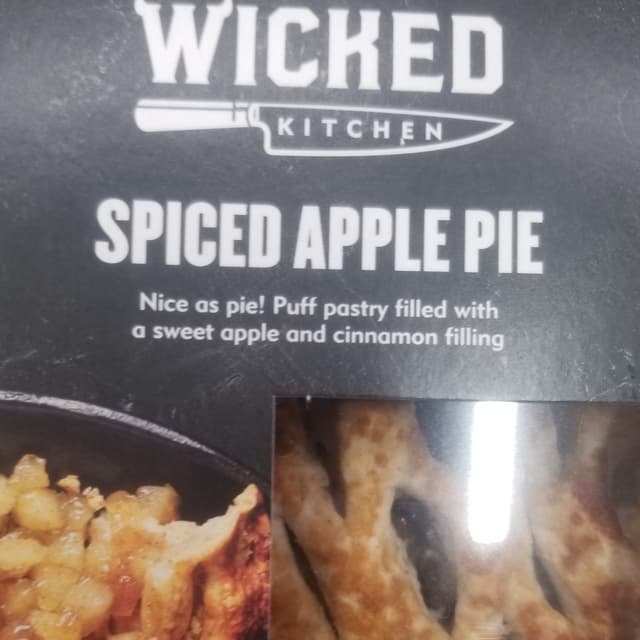 WICKED
KITCHEN
SPICED APPLE PIE
Nice as pie! Puff pastry filled with
a sweet apple and cinnamon filling